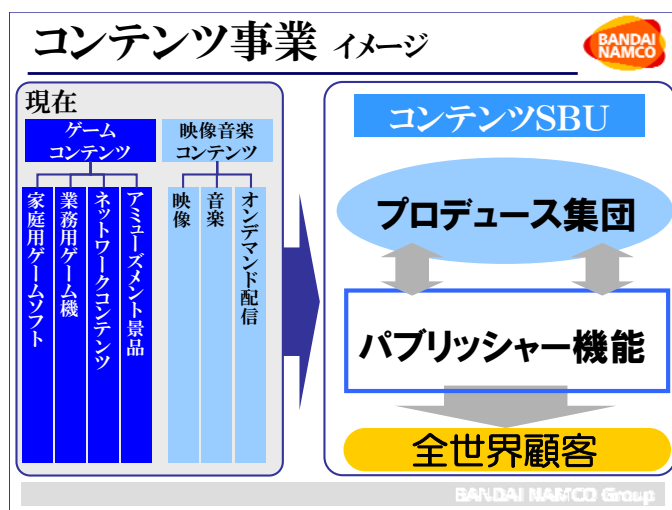 コンテンツ事業 イメージ
BANDAI
NAMCO
現在
ゲーム
コンテンツ
映像音楽
コンテンツ
家庭用ゲームソフト
業務用ゲーム機
ネットワークコンテンツ
アミューズメント景品
映像
音楽
オンデマンド配信
コンテンツSBU
プロデュース集団
パブリッシャー機能
全世界顧客
BANDAI NAMCO Group